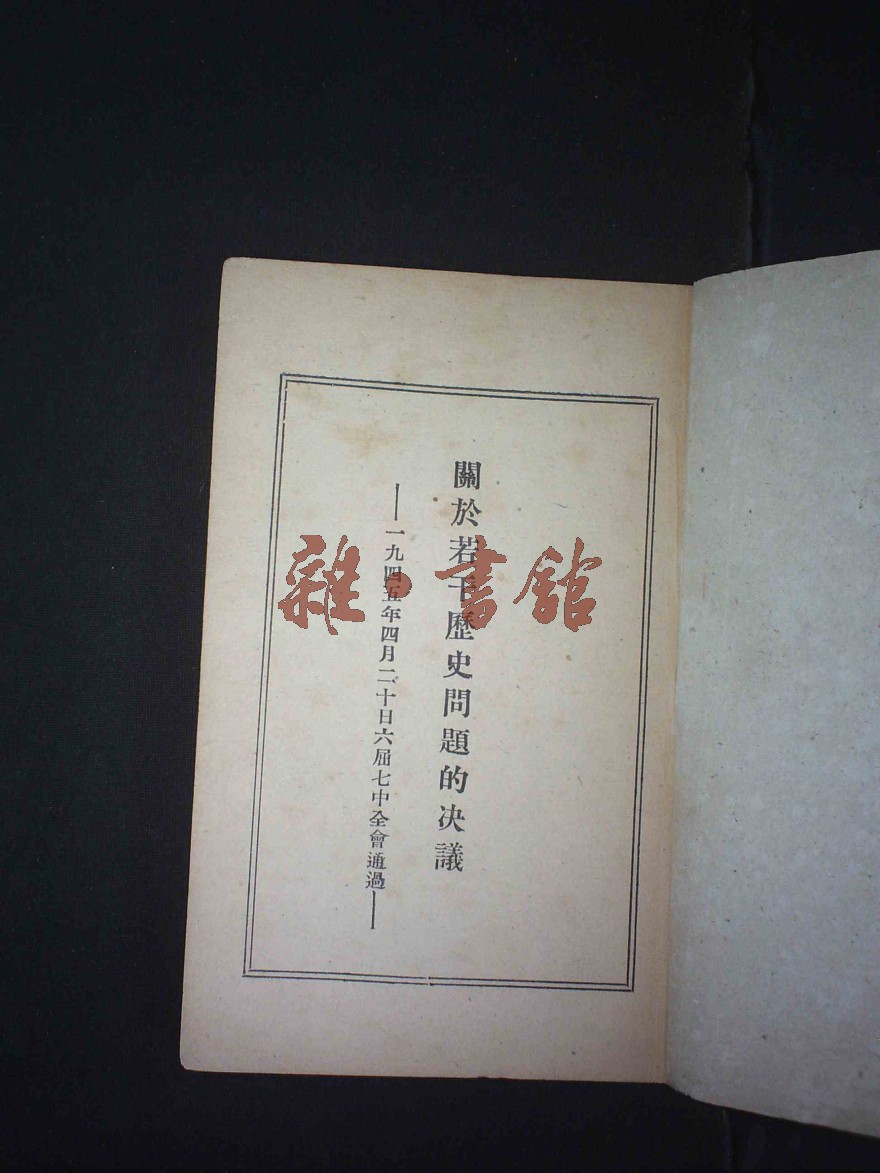 關於若干歷史問題的决議
——一九四五年四月二十日六屆七中全會通過——
雜·書館